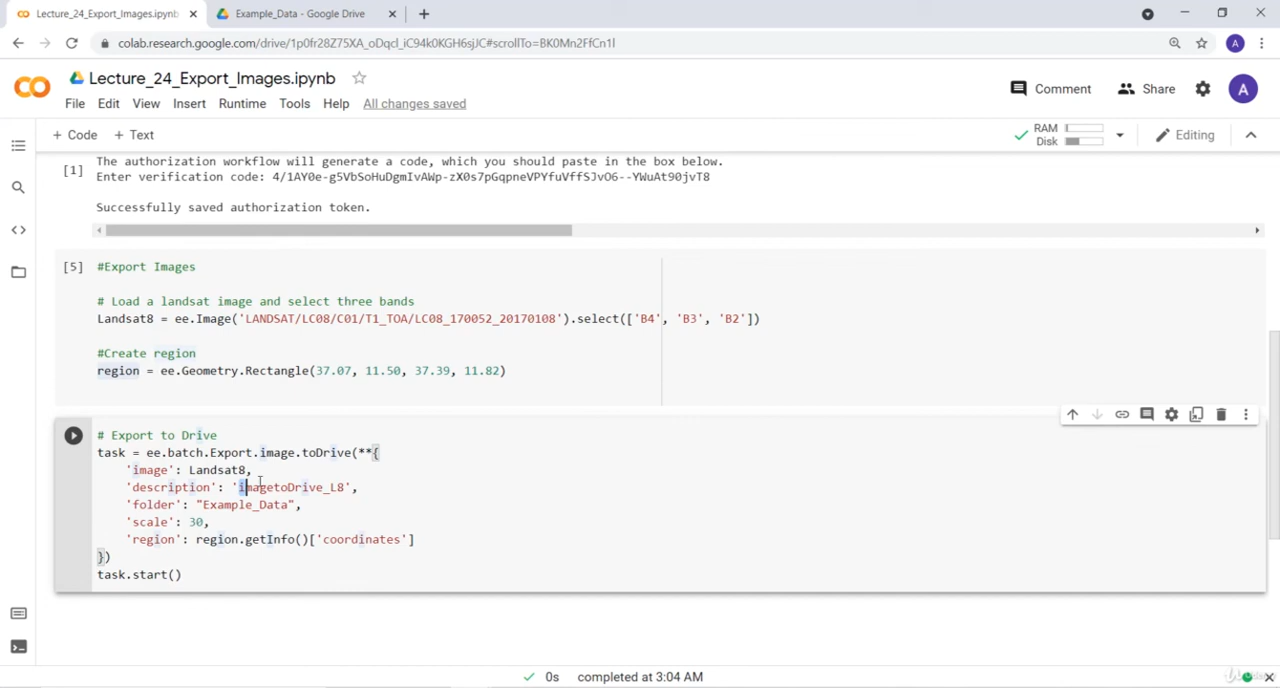 Lecture_24_Export_Images.ipynb
Example_Data - Google Drive
colab.research.google.com/drive/1p0fr28Z75XA_oDqcl_iC94k0KGH6sjJC#scrollTo=BK0Mn2FfCn1l
A
CO
Lecture_24_Export_Images.ipynb
Comment
Share
A
File Edit View Insert Runtime Tools Help All changes saved
+ Code + Text
RAM
Disk
Editing
The authorization workflow will generate a code, which you should paste in the box below.
[1]
Enter verification code: 4/1AY0e-g5VbSoHuDgmIvAWp-zX0s7pGqpneVPYfuVffSJvO6--YWuAt90jvT8
Successfully saved authorization token.
[5] #Export Images
# Load a landsat image and select three bands
Landsat8 = ee.Image('LANDSAT/LC08/C01/T1_TOA/LC08_170052_20170108').select(['B4', 'B3', 'B2'])
#Create region
region = ee.Geometry.Rectangle(37.07, 11.50, 37.39, 11.82)
# Export to Drive
task = ee.batch.Export.image.toDrive(**{
'image': Landsat8,
'description': 'imagetoDrive_L8',
'folder': "Example_Data",
'scale': 30,
'region': region.getInfo()['coordinates']
})
task.start()
0s completed at 3:04 AM